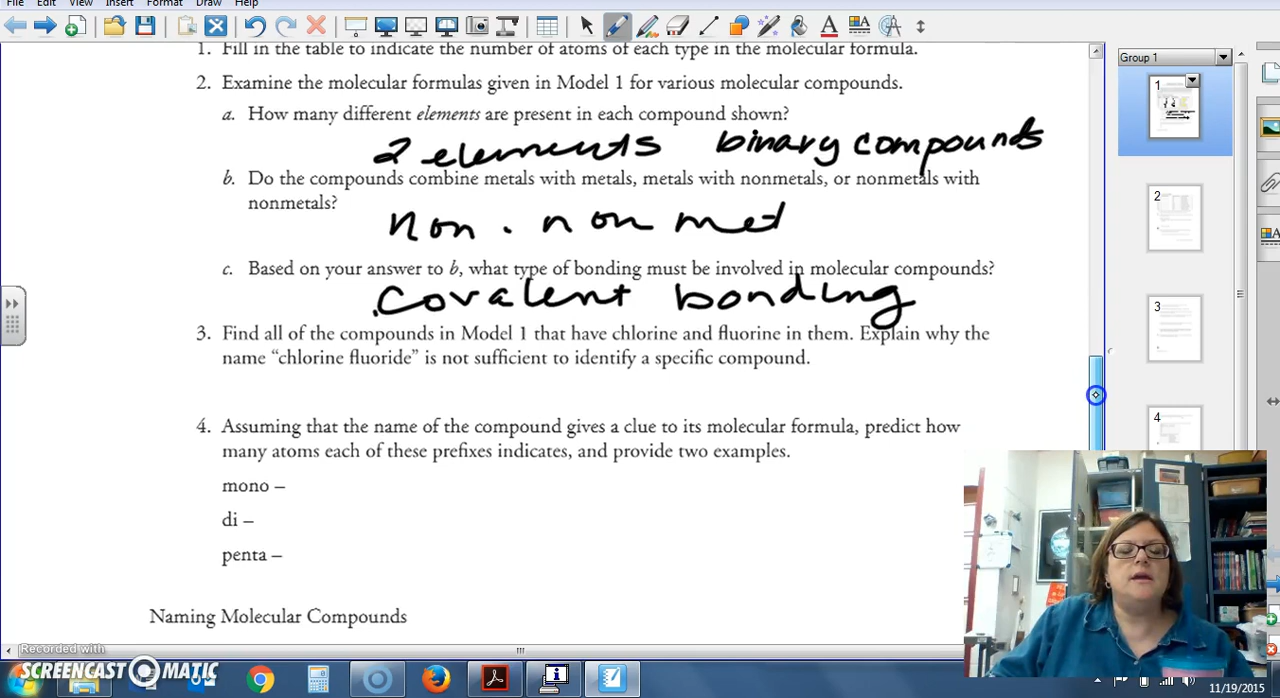 File Edit View Insert Format Draw Help
Group 1
1. Fill in the table to indicate the number of atoms of each type in the molecular formula.
2. Examine the molecular formulas given in Model 1 for various molecular compounds.
a. How many different elements are present in each compound shown?
2 elements binary compounds
b. Do the compounds combine metals with metals, metals with nonmetals, or nonmetals with
nonmetals?
non . non met
c. Based on your answer to b, what type of bonding must be involved in molecular compounds?
covalent bonding
3. Find all of the compounds in Model 1 that have chlorine and fluorine in them. Explain why the
name “chlorine fluoride” is not sufficient to identify a specific compound.
4. Assuming that the name of the compound gives a clue to its molecular formula, predict how
many atoms each of these prefixes indicates, and provide two examples.
mono –
di –
penta –
Naming Molecular Compounds
1
2
3
4
Recorded with
SCREENCAST O MATIC
11/19/2015